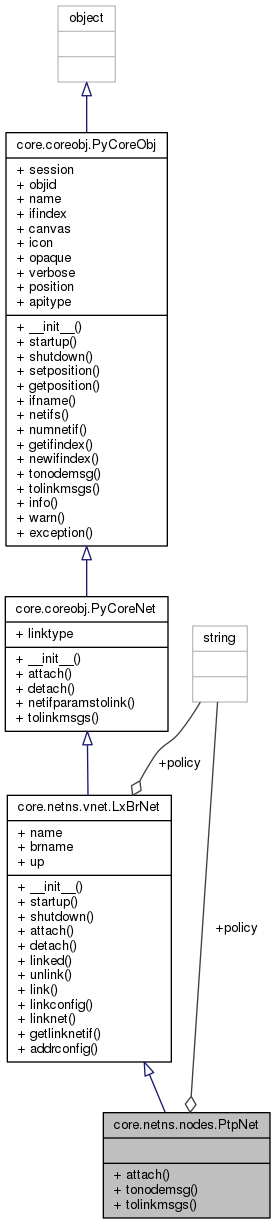 object
core.coreobj.PyCoreObj
+ session
+ objid
+ name
+ ifindex
+ canvas
+ icon
+ opaque
+ verbose
+ position
+ apitype
+ __init__()
+ startup()
+ shutdown()
+ setposition()
+ getposition()
+ ifname()
+ netifs()
+ numnetif()
+ getifindex()
+ newifindex()
+ tonodemsg()
+ tolinkmsgs()
+ info()
+ warn()
+ exception()
core.coreobj.PyCoreNet
+ linktype
+ __init__()
+ attach()
+ detach()
+ netifparamstolink()
+ tolinkmsgs()
string
+policy
core.netns.vnet.LxBrNet
+ name
+ brname
+ up
+ __init__()
+ startup()
+ shutdown()
+ attach()
+ detach()
+ linked()
+ unlink()
+ link()
+ linkconfig()
+ linknet()
+ getlinknetif()
+ addrconfig()
+policy
core.netns.nodes.PtpNet
+ attach()
+ tonodemsg()
+ tolinkmsgs()